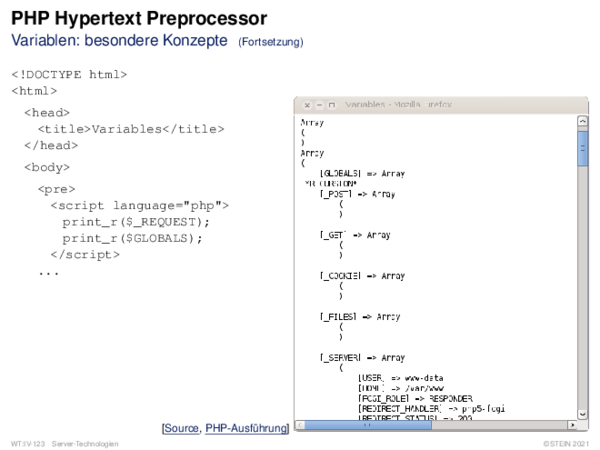 PHP Hypertext Preprocessor
Variablen: besondere Konzepte (Fortsetzung)
<!DOCTYPE html>
<html>
<head>
<title>Variables</title>
</head>
<body>
<pre>
<script language="php">
print_r($_REQUEST);
print_r($GLOBALS);
</script>
...
Variables - Mozilla Firefox
Array
(
)
Array
(
[GLOBALS] => Array
*RECURSION*
[_POST] => Array
(
)
[_GET] => Array
(
)
[_COOKIE] => Array
(
)
[_FILES] => Array
(
)
[_SERVER] => Array
(
[USER] => www-data
[HOME] => /var/www
[FCGI_ROLE] => RESPONDER
[REDIRECT_HANDLER] => php5-fcgi
[REDIRECT_STATUS] => 200
[Source, PHP-Ausführung]
WT:IV-123 Server-Technologien ©STEIN 2021